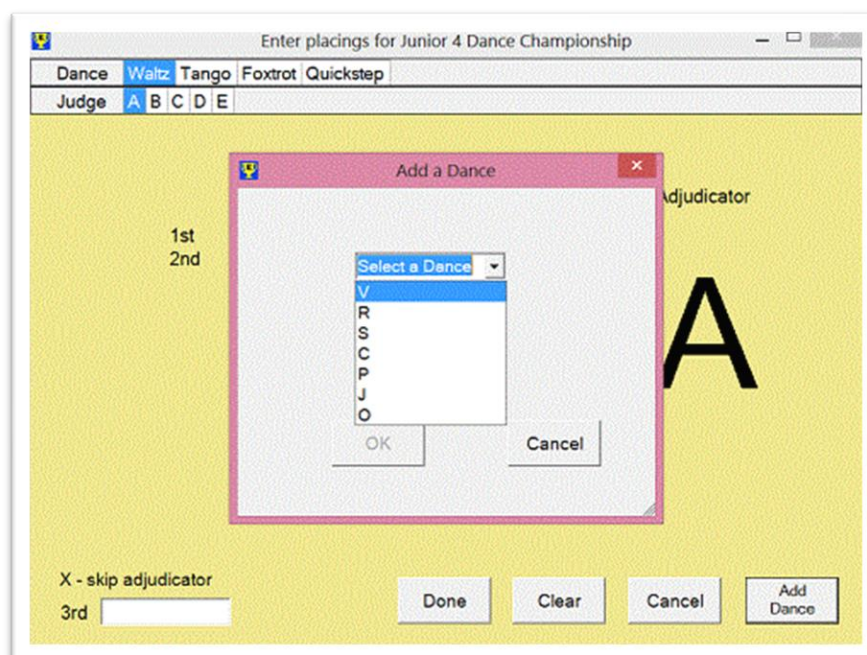 Enter placings for Junior 4 Dance Championship
Dance Waltz Tango Foxtrot Quickstep
Judge A B C D E
Add a Dance
Adjudicator
1st
2nd
Select a Dance
V
R
S
C
P
J
O
A
OK Cancel
X - skip adjudicator
3rd
Done Clear Cancel Add Dance